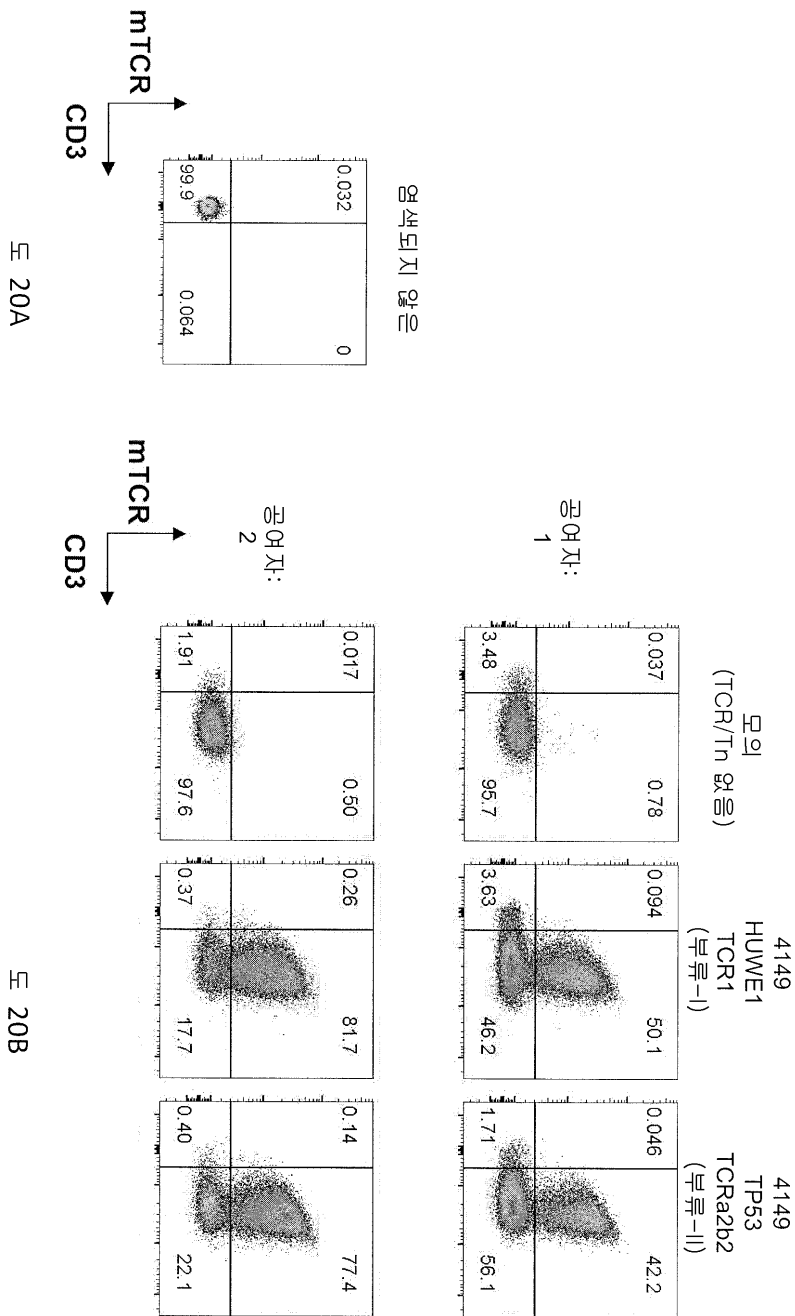 염색되지 않은
0.032
0
99.9
0.064
mTCR
CD3
도 20A
모의
(TCR/Tn 없음)
4149
HUWE1
TCR1
(부류-I)
4149
TP53
TCRa2b2
(부류-II)
공여자:
1
0.037
0.78
3.48
95.7
0.094
50.1
3.63
46.2
0.046
42.2
1.71
56.1
공여자:
2
0.017
0.50
1.91
97.6
0.26
81.7
0.37
17.7
0.14
77.4
0.40
22.1
mTCR
CD3
도 20B